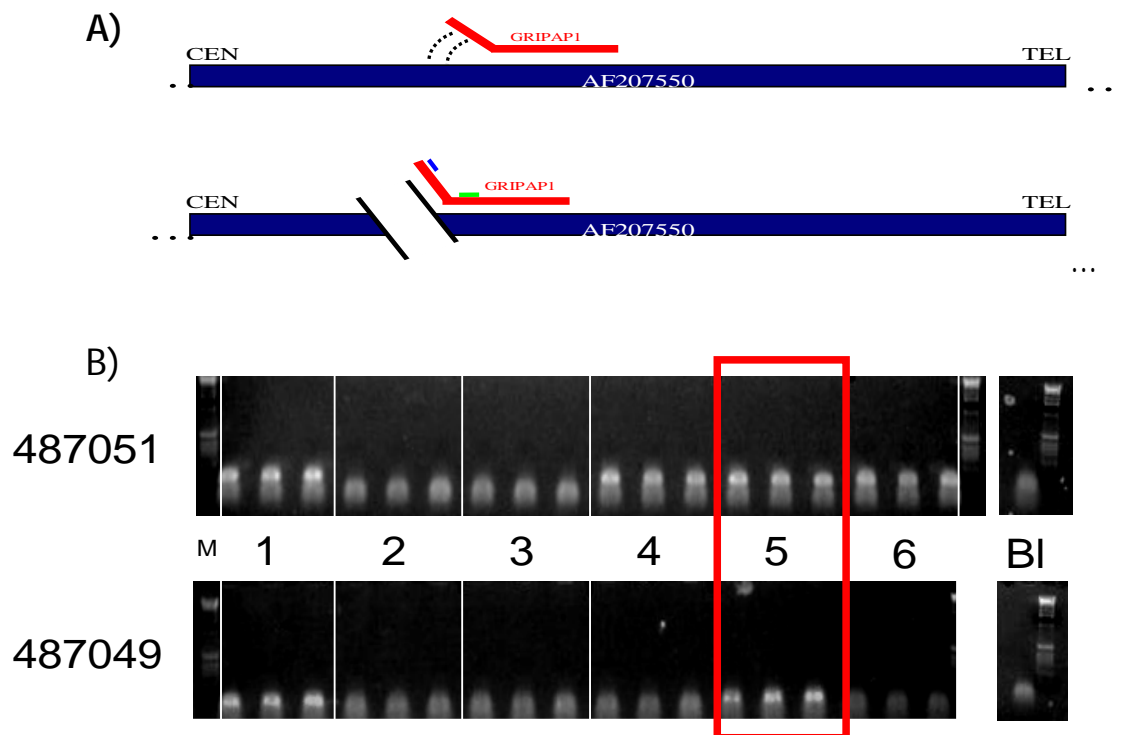 A)
GRIPAP1
CEN TEL
AF207550
GRIPAP1
CEN TEL
AF207550
B)
487051
M 1 2 3 4 5 6 Bl
487049